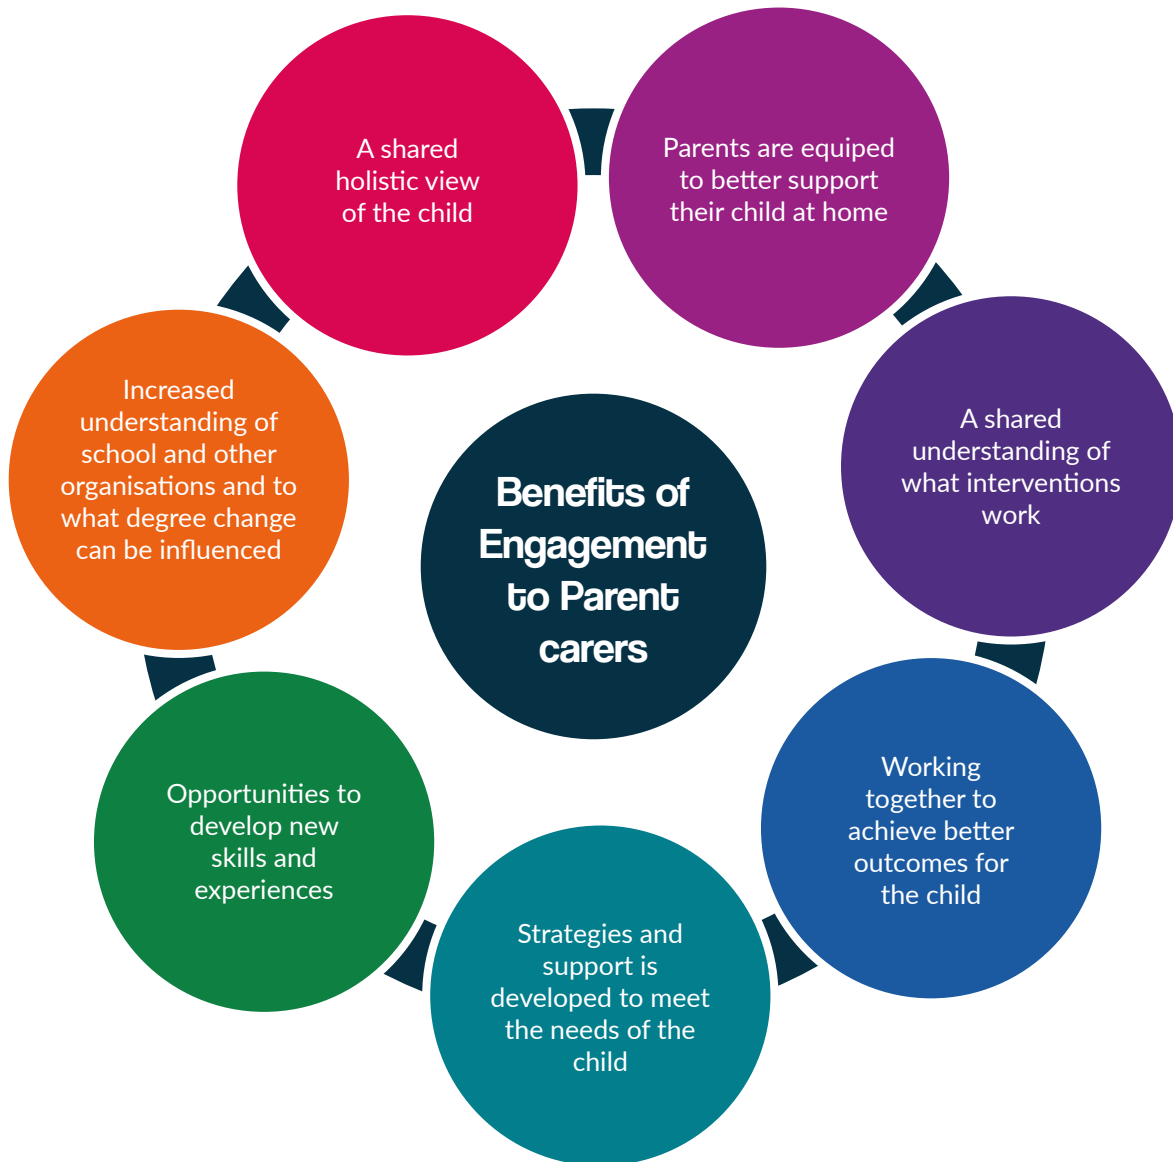 A shared
holistic view
of the child
Parents are equiped
to better support
their child at home
A shared
understanding of
what interventions
work
Working
together to
achieve better
outcomes for
the child
Strategies and
support is
developed to meet
the needs of the
child
Opportunities to
develop new
skills and
experiences
Increased
understanding of
school and other
organisations and to
what degree change
can be influenced
Benefits of
Engagement
to Parent
carers